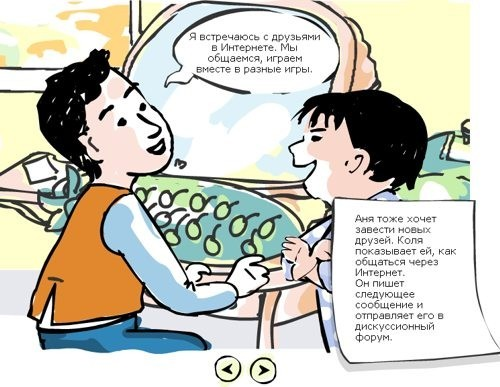 Я встречаюсь с друзьями
в Интернете. Мы
общаемся, играем
вместе в разные игры.
Аня тоже хочет
завести новых
друзей. Коля
показывает ей, как
общаться через
Интернет.
Он пишет
следующее
сообщение и
отправляет его в
дискуссионный
форум.